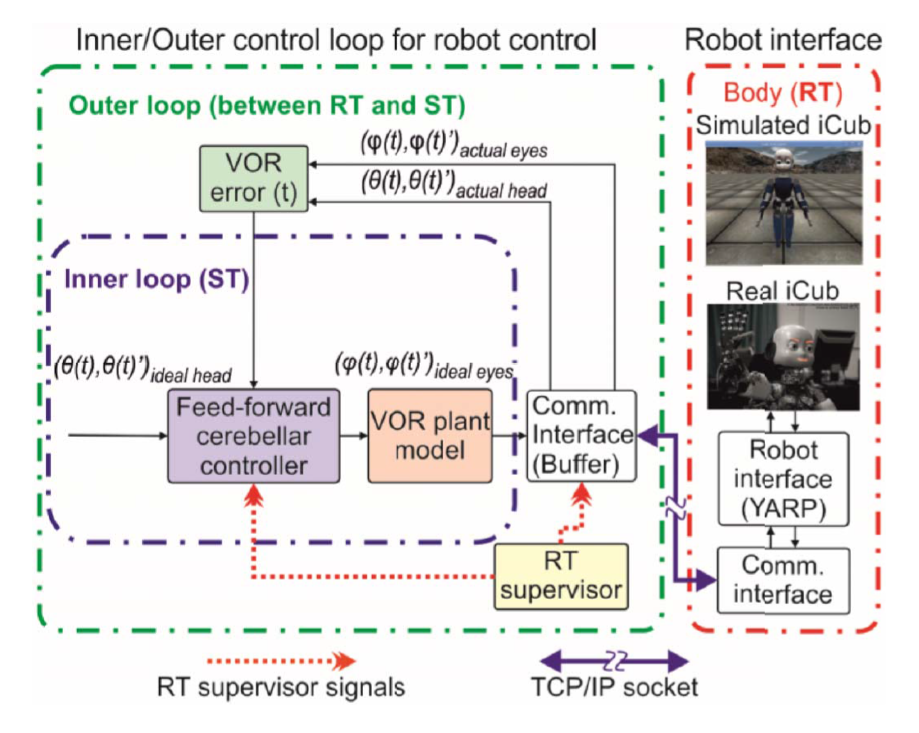 Inner/Outer control loop for robot control
Robot interface
Outer loop (between RT and ST)
Body (RT)
Simulated iCub
(φ(t),φ(t)')actual eyes
(θ(t),θ(t)')actual head
VOR
error (t)
Inner loop (ST)
Real iCub
(θ(t),θ(t)')ideal head
(φ(t),φ(t)')ideal eyes
Feed-forward
cerebellar
controller
VOR plant
model
Comm.
Interface
(Buffer)
Robot
interface
(YARP)
RT
supervisor
Comm.
interface
RT supervisor signals
TCP/IP socket